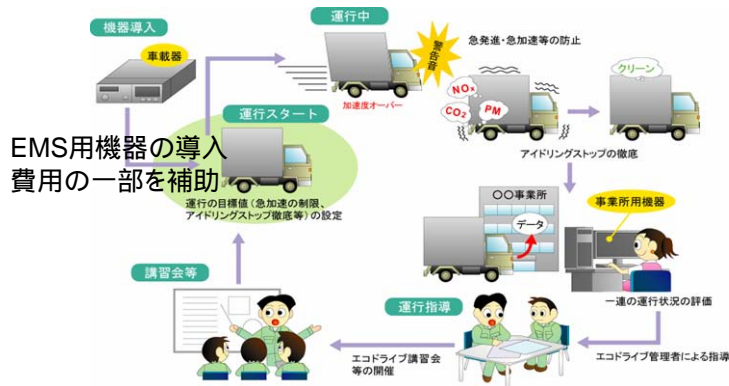 機器導入
車載器
運行中
警告音
加速度オーバー
急発進・急加速等の防止
NOx
CO2
PM
クリーン
アイドリングストップの徹底
運行スタート
EMS用機器の導入
費用の一部を補助
運行の目標値（急加速の制限、
アイドリングストップ徹底等）の設定
〇〇事業所
データ
事業所用機器
一連の運行状況の評価
講習会等
運行指導
エコドライブ講習会
等の開催
エコドライブ管理者による指導